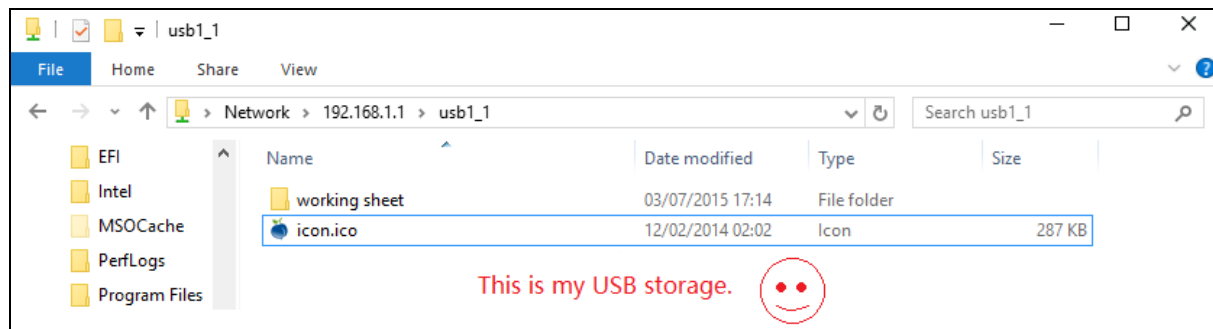 usb1_1
File Home Share View
Network > 192.168.1.1 > usb1_1
Search usb1_1
EFI
Intel
MSOCache
PerfLogs
Program Files
Name Date modified Type Size
working sheet 03/07/2015 17:14 File folder
icon.ico 12/02/2014 02:02 Icon 287 KB
This is my USB storage.